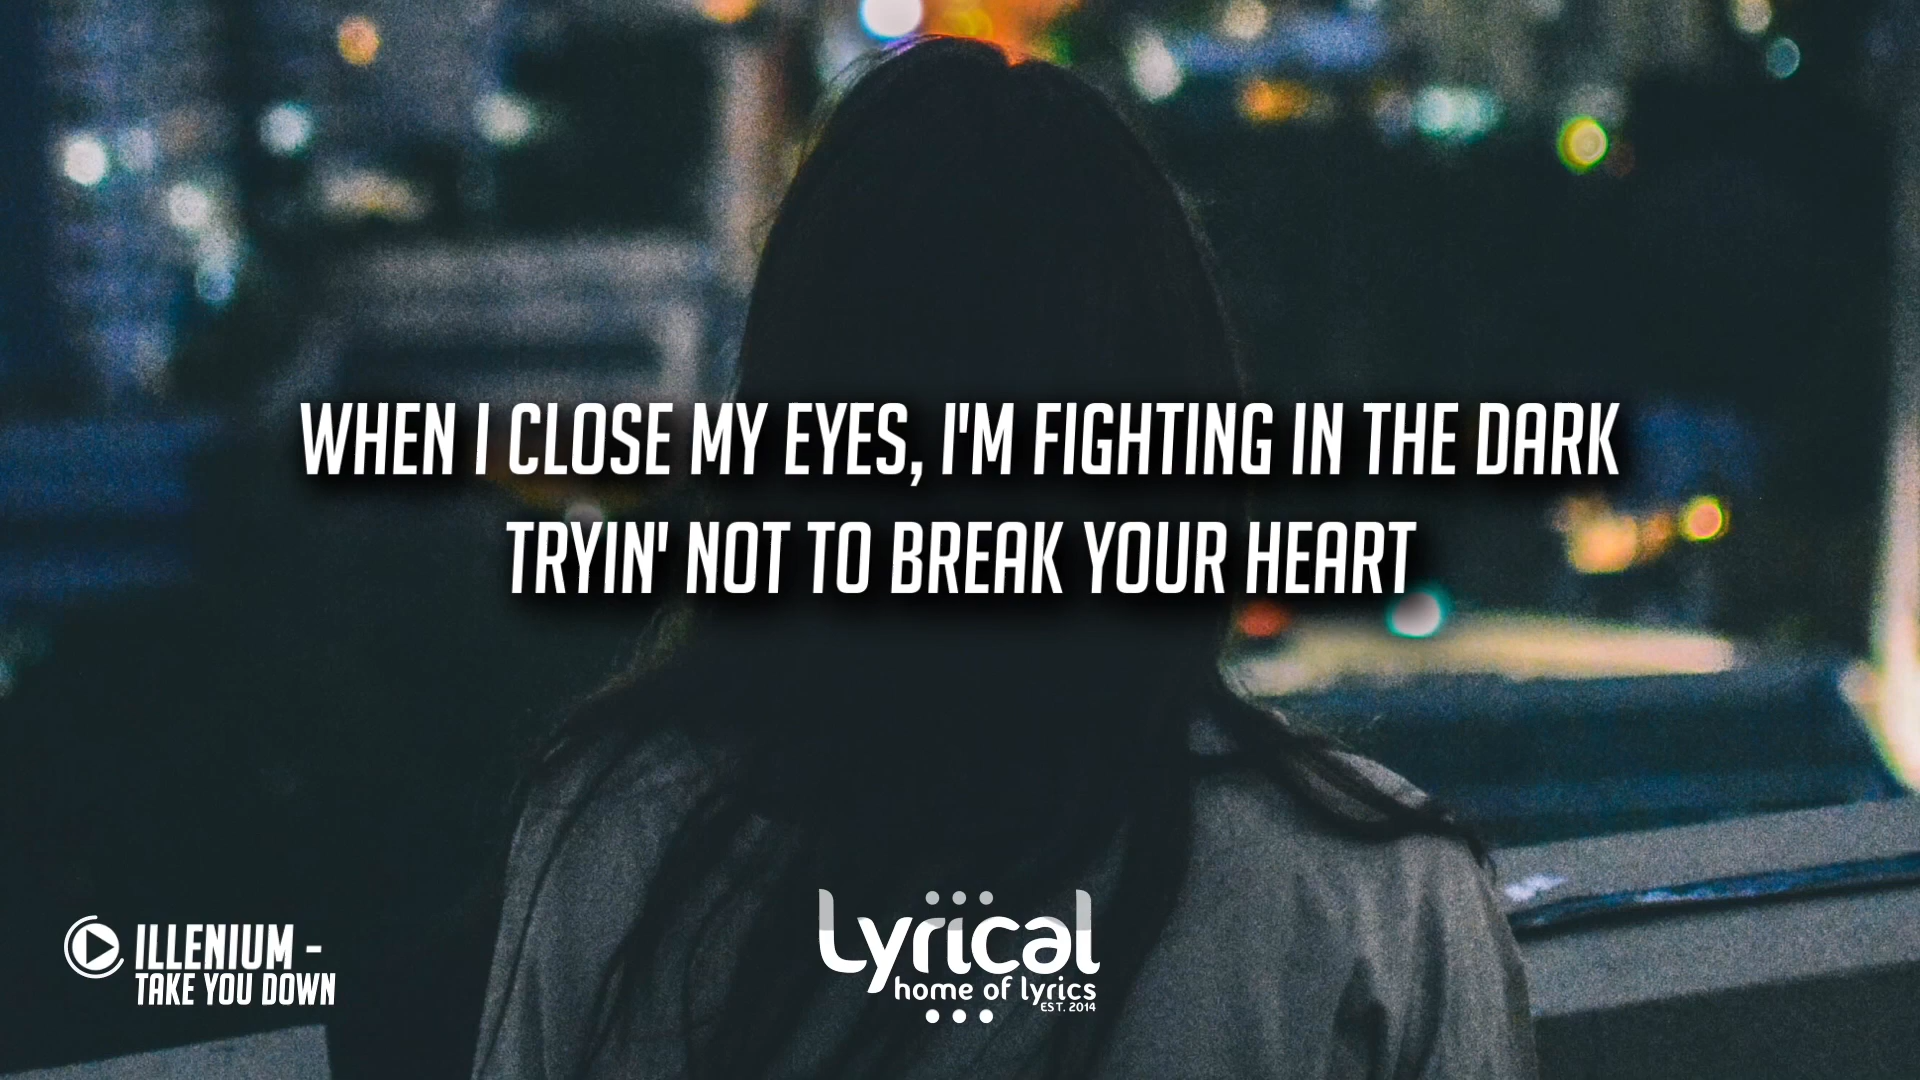 WHEN I CLOSE MY EYES, I'M FIGHTING IN THE DARK
TRYIN' NOT TO BREAK YOUR HEART
ILLENIUM -
TAKE YOU DOWN
Lyrical
home of lyrics
EST. 2014